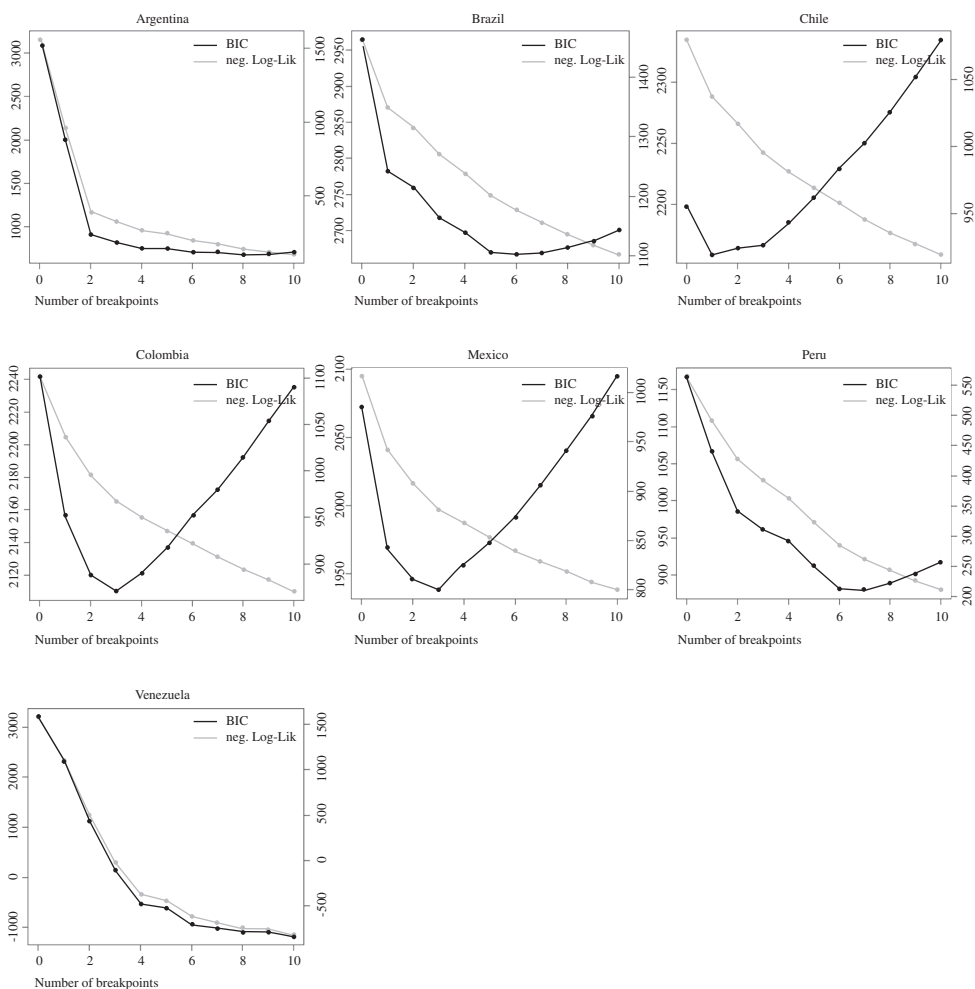 Argentina
BIC
neg. Log-Lik
3000
2500
2000
1500
1000
1500
1000
500
0 2 4 6 8 10
Number of breakpoints
Brazil
BIC
neg. Log-Lik
2950
2900
2850
2800
2750
2700
1400
1300
1200
1100
0 2 4 6 8 10
Number of breakpoints
Chile
BIC
neg. Log-Lik
2300
2250
2200
1050
1000
950
0 2 4 6 8 10
Number of breakpoints
Colombia
BIC
neg. Log-Lik
2240
2220
2200
2180
2160
2140
2120
1100
1050
1000
950
900
0 2 4 6 8 10
Number of breakpoints
Mexico
BIC
neg. Log-Lik
2100
2050
2000
1950
1000
950
900
850
800
0 2 4 6 8 10
Number of breakpoints
Peru
BIC
neg. Log-Lik
1150
1100
1050
1000
950
900
550
500
450
400
350
300
250
200
0 2 4 6 8 10
Number of breakpoints
Venezuela
BIC
neg. Log-Lik
3000
2000
1000
0
-1000
1500
1000
500
0
-500
0 2 4 6 8 10
Number of breakpoints